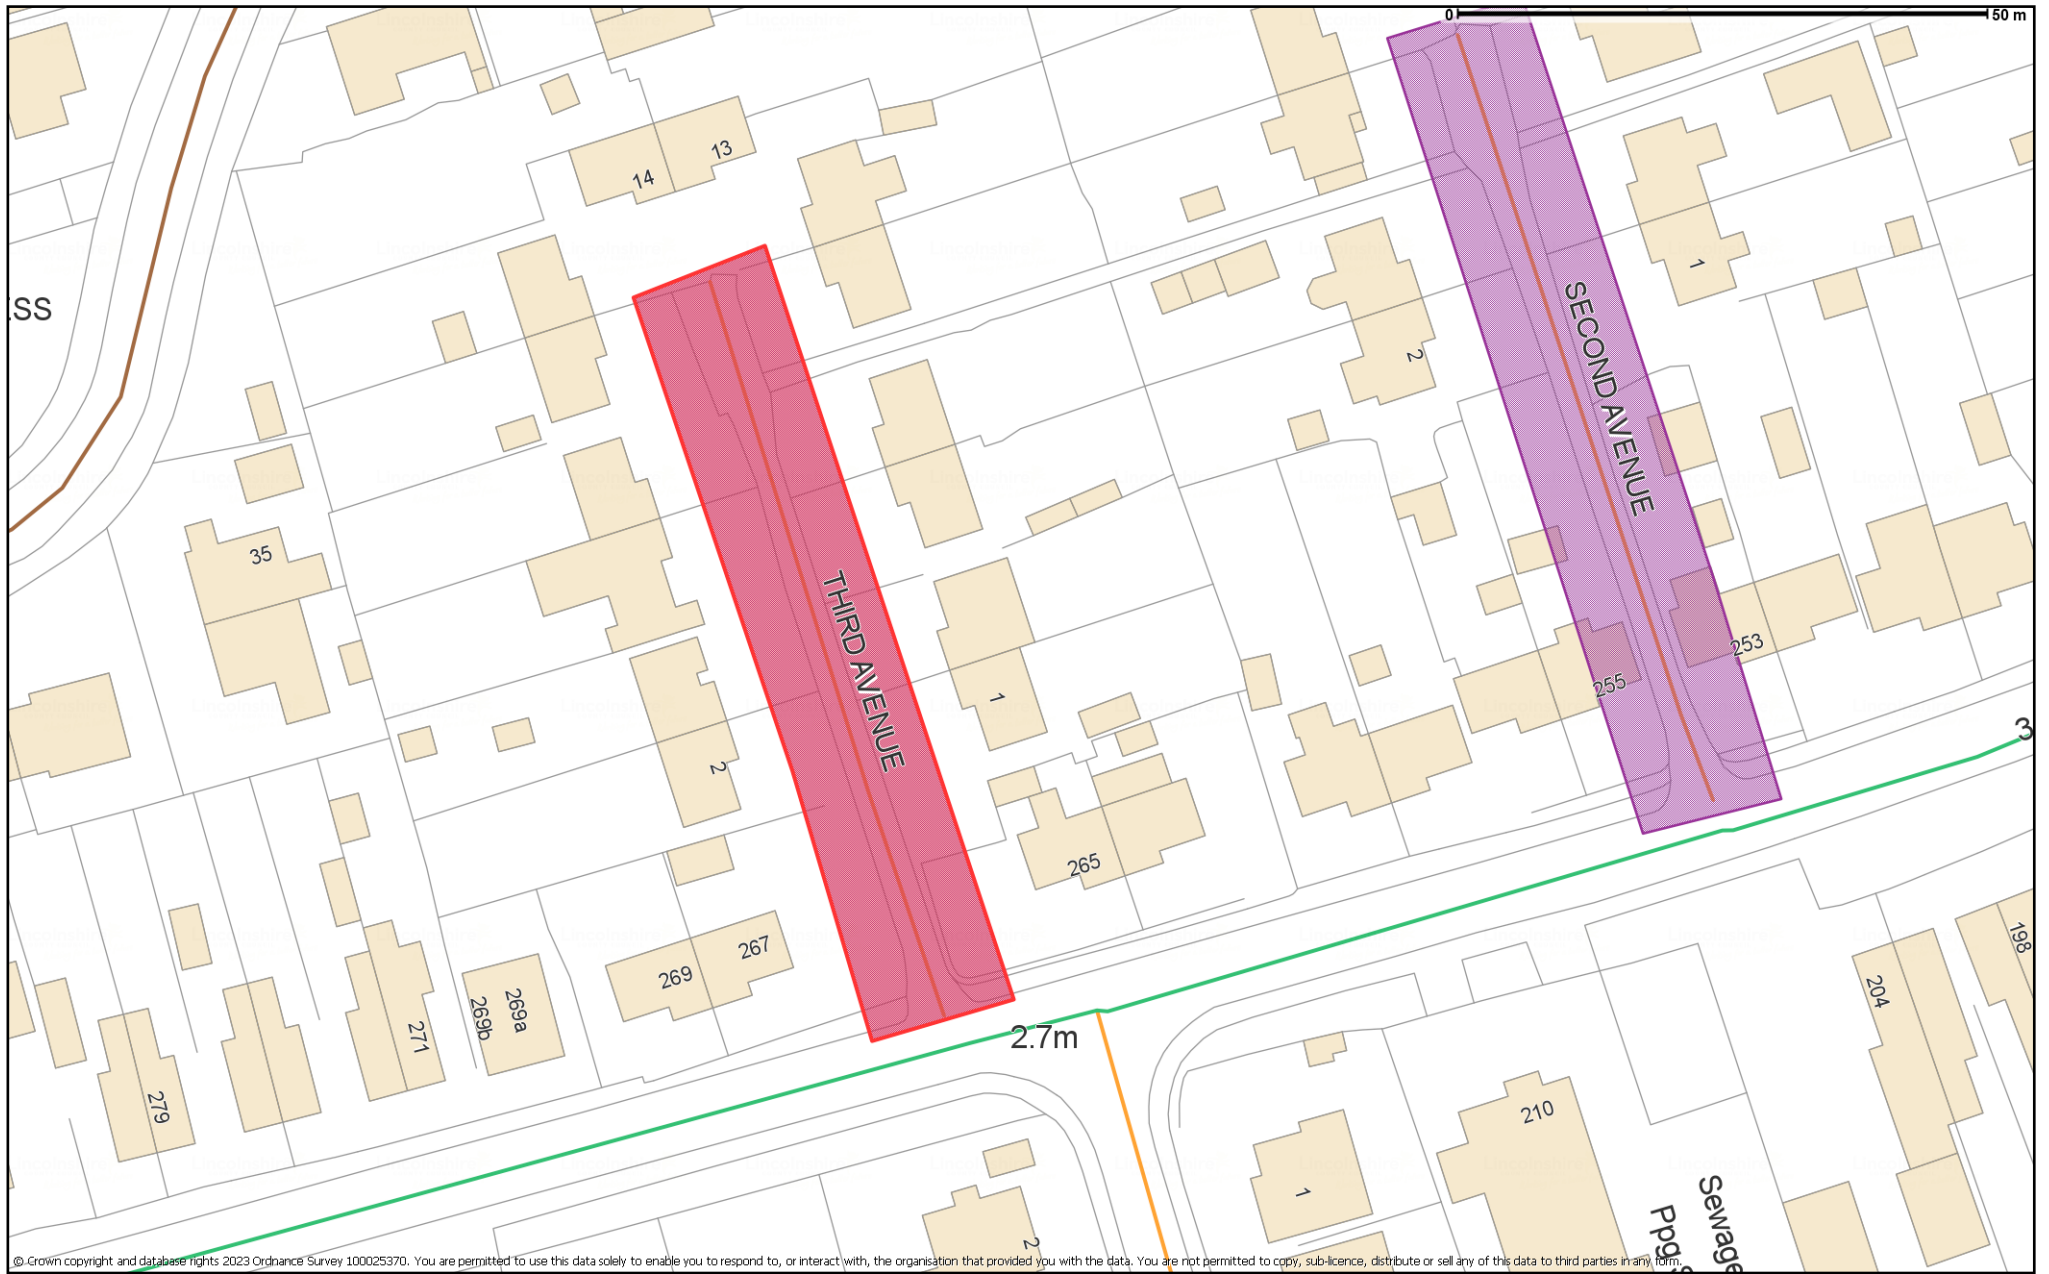 0 50 m
13
14
1
:SS
SECOND AVENUE
2
35
THIRD AVENUE
253
255
1
3
2
265
267
269
198
204
269a
269b
271
2.7m
279
210
1
2
Sewage
Ppg S
© Crown copyright and database rights 2023 Ordnance Survey 100025370. You are permitted to use this data solely to enable you to respond to, or interact with, the organisation that provided you with the data. You are not permitted to copy, sub-licence, distribute or sell any of this data to third parties in any form.